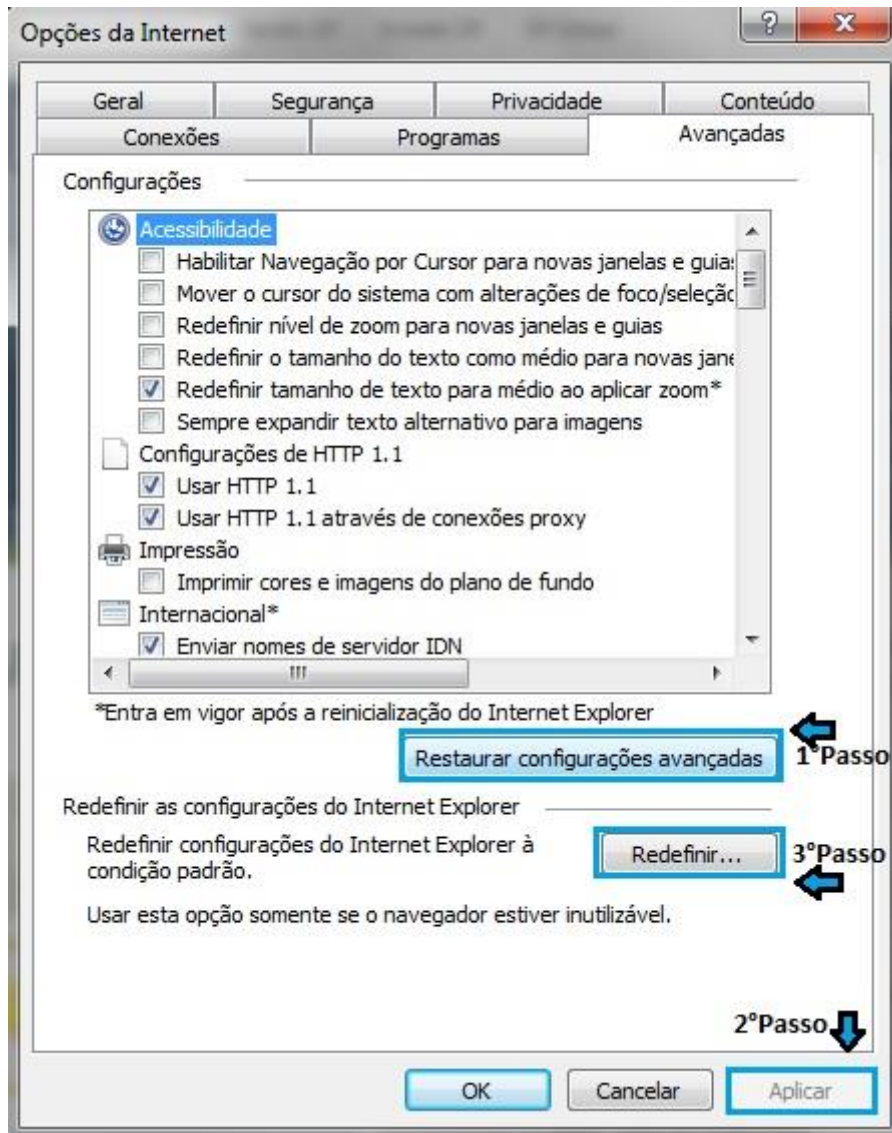 Opções da Internet
Geral
Segurança
Privacidade
Conteúdo
Conexões
Programas
Avançadas
Configurações
Acessibilidade
Habilitar Navegação por Cursor para novas janelas e guia
Mover o cursor do sistema com alterações de foco/seleçã
Redefinir nível de zoom para novas janelas e guias
Redefinir o tamanho do texto como médio para novas jane
Redefinir tamanho de texto para médio ao aplicar zoom*
Sempre expandir texto alternativo para imagens
Configurações de HTTP 1.1
Usar HTTP 1.1
Usar HTTP 1.1 através de conexões proxy
Impressão
Imprimir cores e imagens do plano de fundo
Internacional*
Enviar nomes de servidor IDN
*Entra em vigor após a reinicialização do Internet Explorer
Restaurar configurações avançadas
1°Passo
Redefinir as configurações do Internet Explorer
Redefinir configurações do Internet Explorer à
condição padrão.
Redefinir...
3°Passo
Usar esta opção somente se o navegador estiver inutilizável.
2°Passo
OK
Cancelar
Aplicar